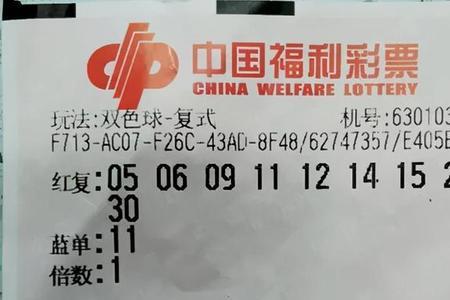 中国福利彩票
CHINA WELFARE LOTTERY
玩法:双色球-复式 机号:630103
F713-AC07-F26C-43AD-8F48/62747357/E405
红复:05 06 09 11 12 14 15
30
蓝单:11
倍数:1